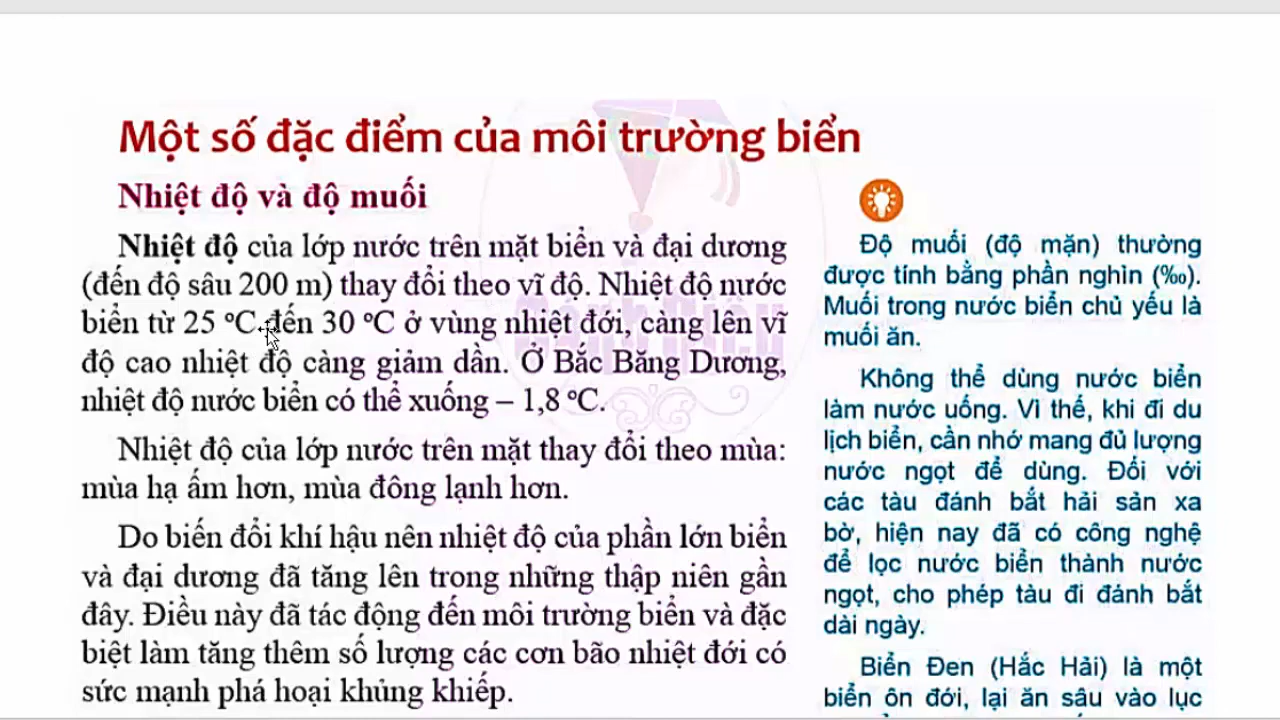 Một số đặc điểm của môi trường biển
Nhiệt độ và độ muối
Nhiệt độ của lớp nước trên mặt biển và đại dương
(đến độ sâu 200 m) thay đổi theo vĩ độ. Nhiệt độ nước
biển từ 25 °C đến 30 °C ở vùng nhiệt đới, càng lên vĩ
độ cao nhiệt độ càng giảm dần. Ở Bắc Băng Dương,
nhiệt độ nước biển có thể xuống – 1,8 °C.
Nhiệt độ của lớp nước trên mặt thay đổi theo mùa:
mùa hạ ấm hơn, mùa đông lạnh hơn.
Do biến đổi khí hậu nên nhiệt độ của phần lớn biển
và đại dương đã tăng lên trong những thập niên gần
đây. Điều này đã tác động đến môi trường biển và đặc
biệt làm tăng thêm số lượng các cơn bão nhiệt đới có
sức mạnh phá hoại khủng khiếp.
Độ muối (độ mặn) thường
được tính bằng phần nghìn (‰).
Muối trong nước biển chủ yếu là
muối ăn.
Không thể dùng nước biển
làm nước uống. Vì thế, khi đi du
lịch biển, cần nhớ mang đủ lượng
nước ngọt để dùng. Đối với
các tàu đánh bắt hải sản xa
bờ, hiện nay đã có công nghệ
để lọc nước biển thành nước
ngọt, cho phép tàu đi đánh bắt
dài ngày.
Biển Đen (Hắc Hải) là một
biển ôn đới, lại ăn sâu vào lục
Cánh Diều